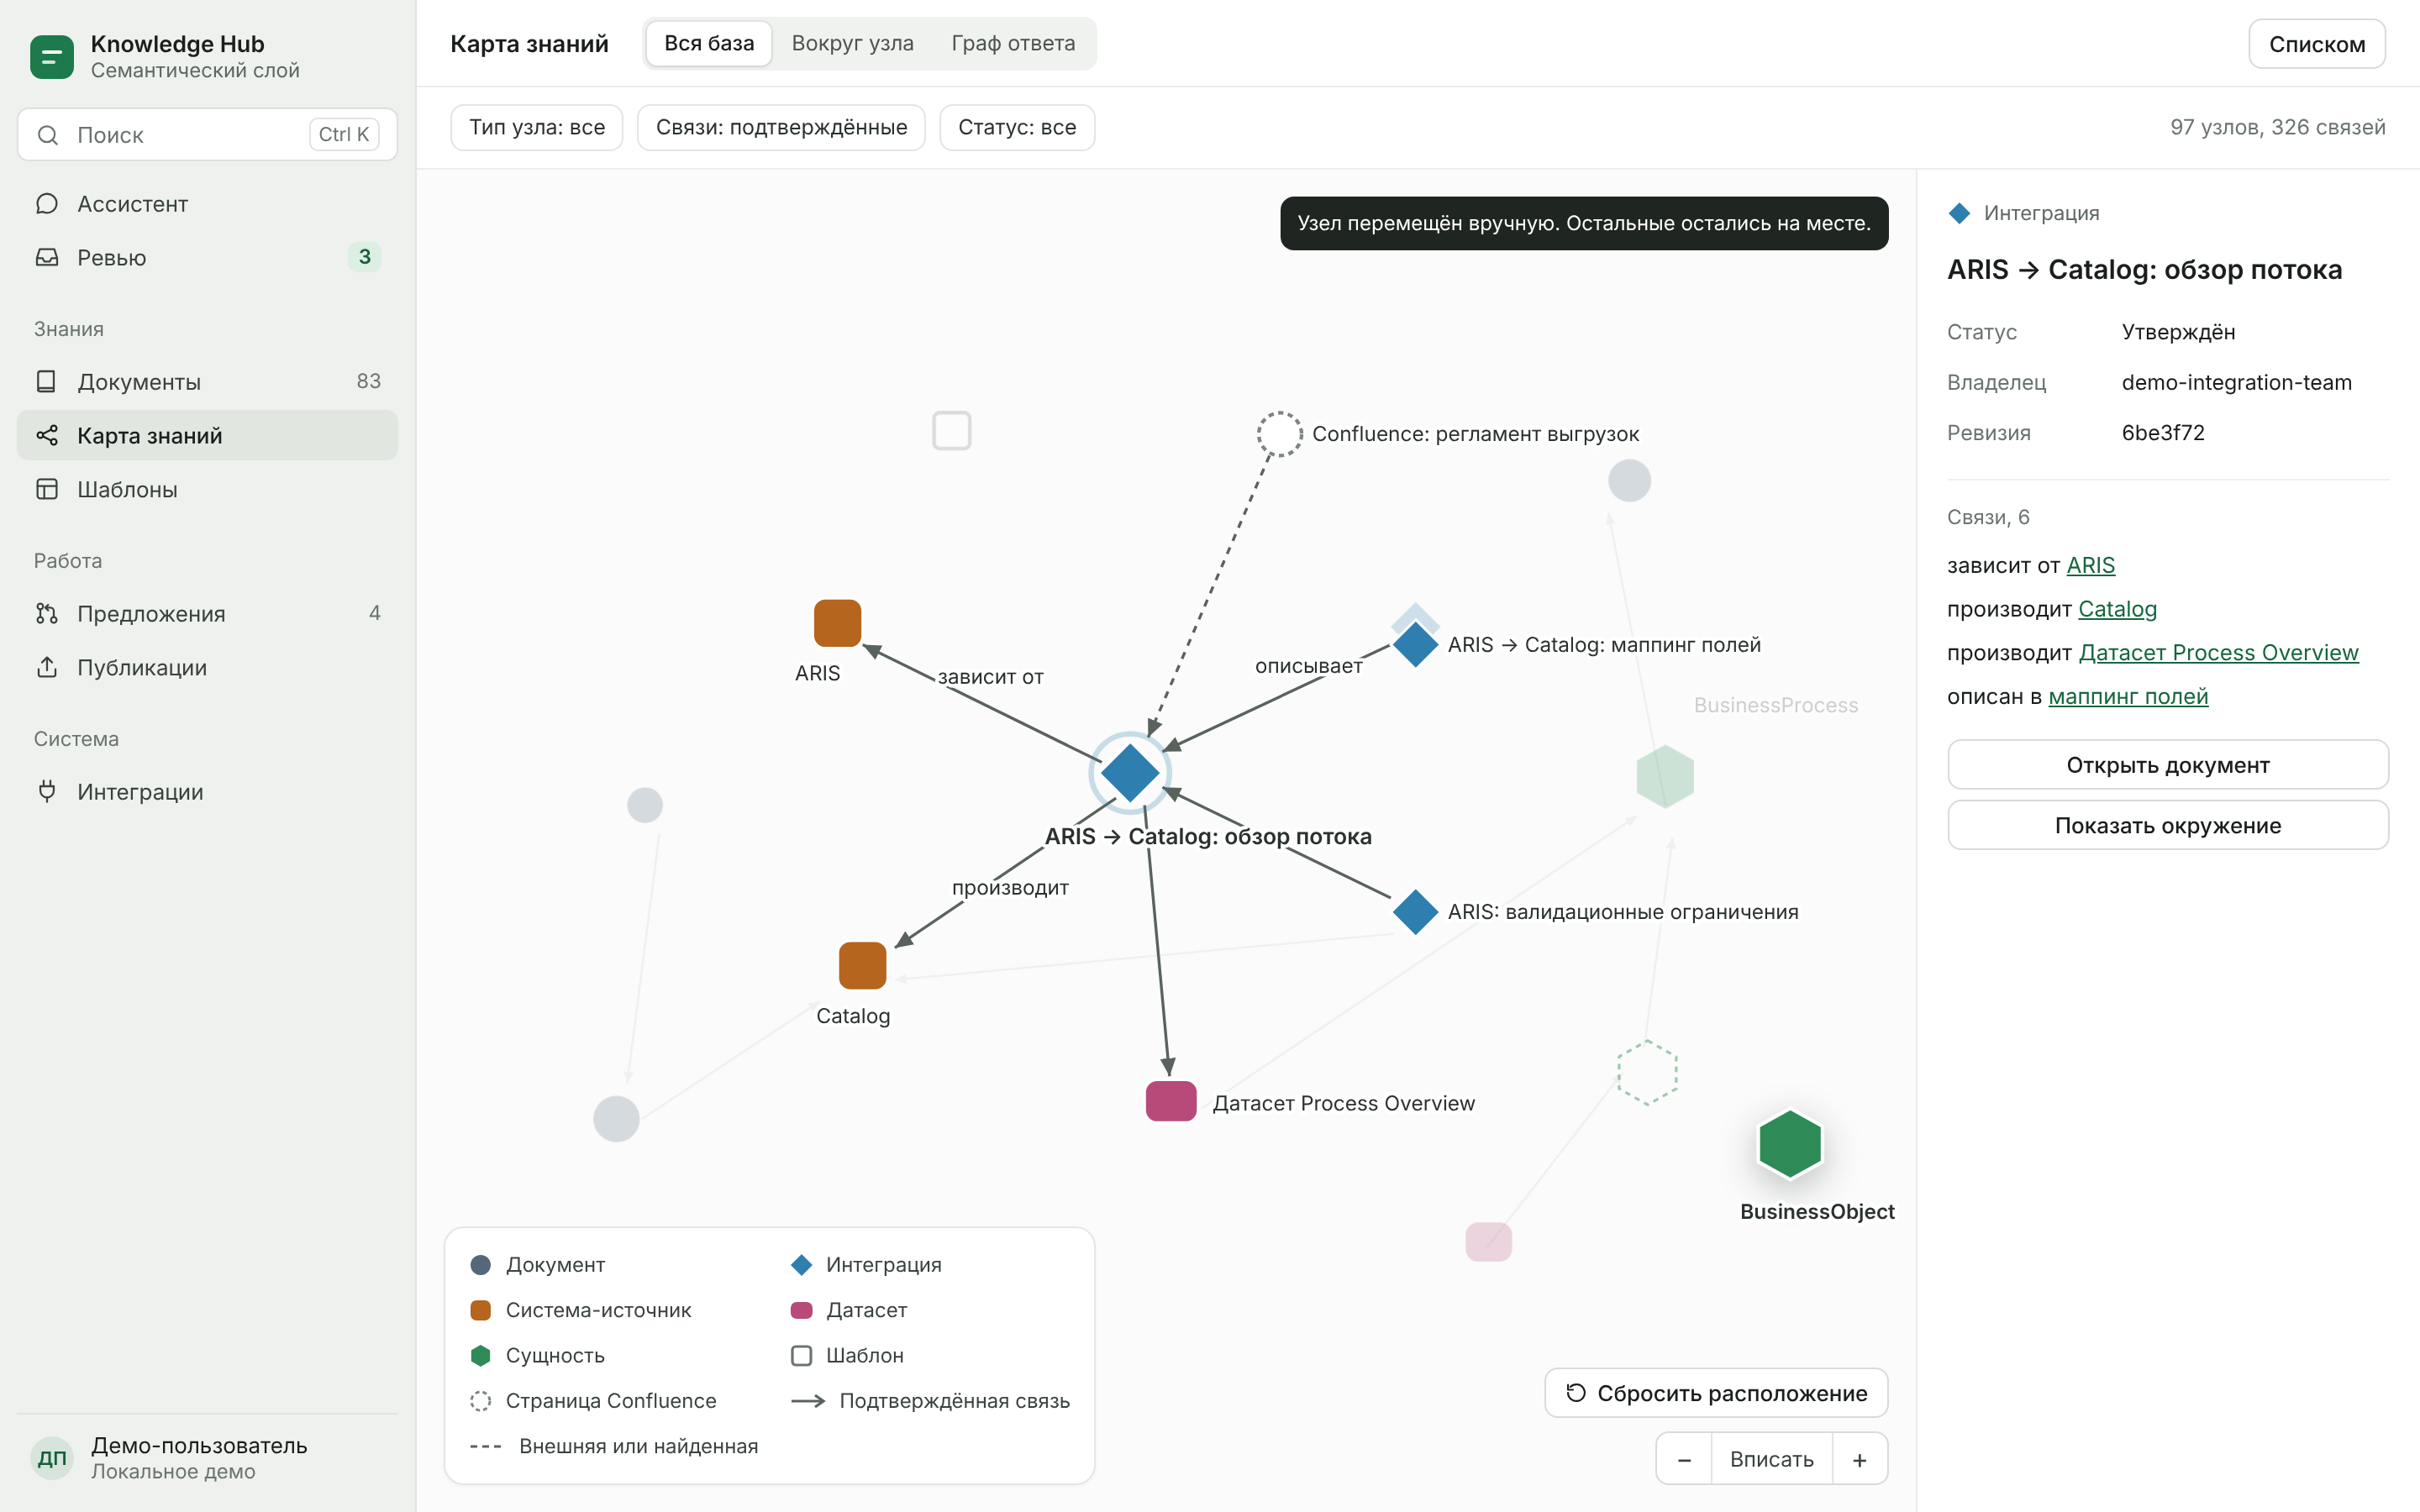 Knowledge Hub
Семантический слой
Поиск
Ctrl K
Ассистент
Ревью
3
Знания
Документы
83
Карта знаний
Шаблоны
Работа
Предложения
4
Публикации
Система
Интеграции
ДП
Демо-пользователь
Локальное демо
Карта знаний
Вся база
Вокруг узла
Граф ответа
Списком
Тип узла: все
Связи: подтверждённые
Статус: все
97 узлов, 326 связей
Узел перемещён вручную. Остальные остались на месте.
Confluence: регламент выгрузок
ARIS
зависит от
описывает
ARIS → Catalog: маппинг полей
BusinessProcess
ARIS → Catalog: обзор потока
производит
ARIS: валидационные ограничения
Catalog
Датасет Process Overview
BusinessObject
Документ
Интеграция
Система-источник
Датасет
Сущность
Шаблон
Страница Confluence
Подтверждённая связь
Внешняя или найденная
Сбросить расположение
−
Вписать
+
Интеграция
ARIS → Catalog: обзор потока
Статус
Утверждён
Владелец
demo-integration-team
Ревизия
6be3f72
Связи, 6
зависит от ARIS
производит Catalog
производит Датасет Process Overview
описан в маппинг полей
Открыть документ
Показать окружение